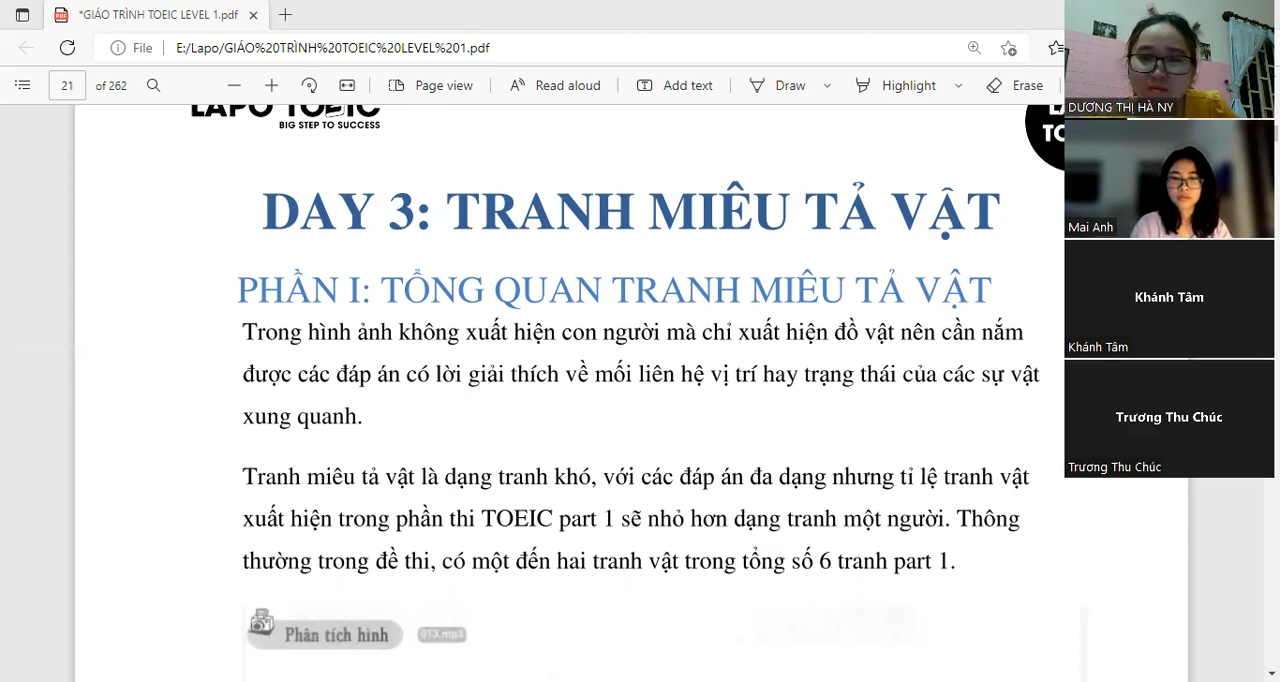 *GIÁO TRÌNH TOEIC LEVEL 1.pdf
File
E:/Lapo/GIÁO%20TRÌNH%20TOEIC%20LEVEL%201.pdf
21 of 262
Page view
Read aloud
Add text
Draw
Highlight
Erase
LAPO TOEIC
BIG STEP TO SUCCESS
DAY 3: TRANH MIÊU TẢ VẬT
PHẦN I: TỔNG QUAN TRANH MIÊU TẢ VẬT
Trong hình ảnh không xuất hiện con người mà chỉ xuất hiện đồ vật nên cần nắm
được các đáp án có lời giải thích về mối liên hệ vị trí hay trạng thái của các sự vật
xung quanh.
Tranh miêu tả vật là dạng tranh khó, với các đáp án đa dạng nhưng tỉ lệ tranh vật
xuất hiện trong phần thi TOEIC part 1 sẽ nhỏ hơn dạng tranh một người. Thông
thường trong đề thi, có một đến hai tranh vật trong tổng số 6 tranh part 1.
Phân tích hình
013.mp3
DƯƠNG THỊ HÀ NY
Mai Anh
Khánh Tâm
Khánh Tâm
Trương Thu Chúc
Trương Thu Chúc